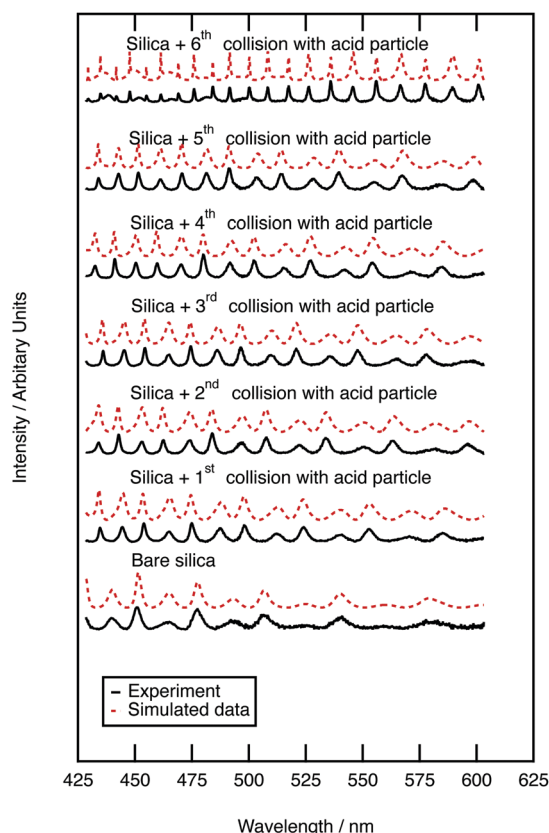 Silica + 6th collision with acid particle
Silica + 5th collision with acid particle
Silica + 4th collision with acid particle
Silica + 3rd collision with acid particle
Silica + 2nd collision with acid particle
Silica + 1st collision with acid particle
Bare silica
Experiment
Simulated data
Intensity / Arbitary Units
425 450 475 500 525 550 575 600 625
Wavelength / nm